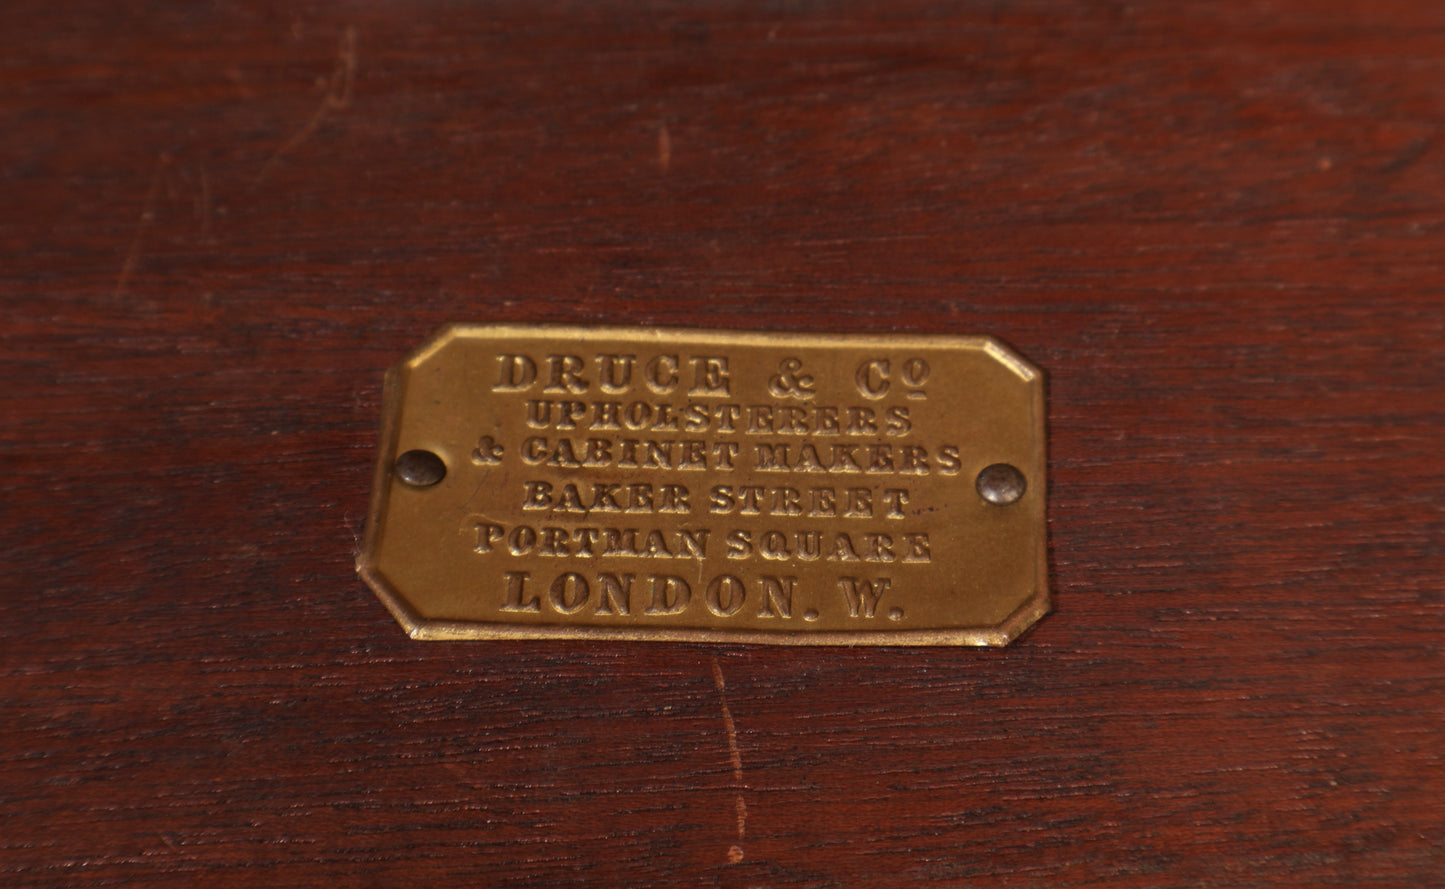 DRUCE & Cº
UPHOLSTERERS
& CABINET MAKERS
BAKER STREET
PORTMAN SQUARE
LONDON. W.